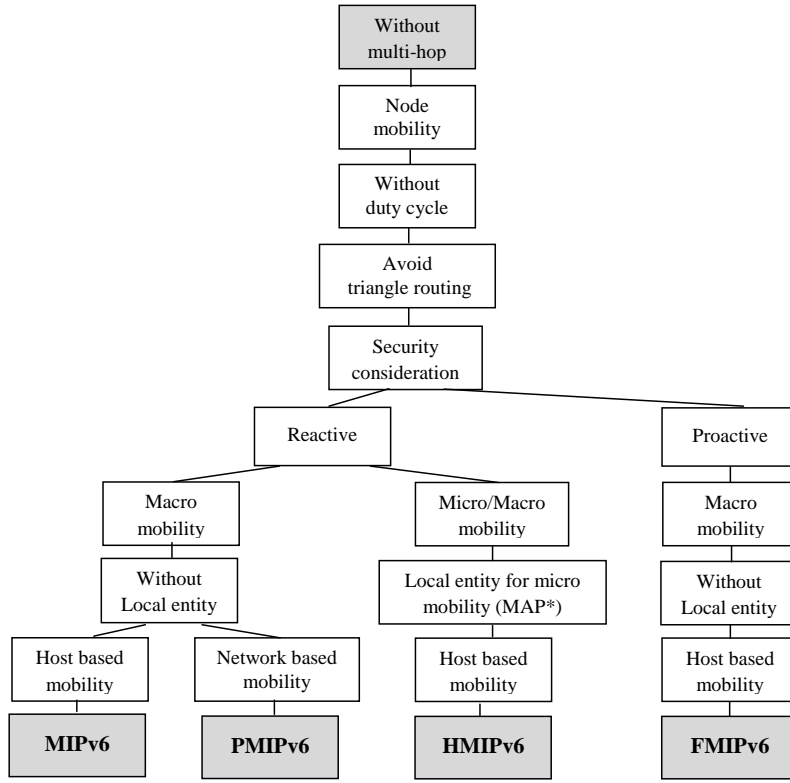 Without
multi-hop
Node
mobility
Without
duty cycle
Avoid
triangle routing
Security
consideration
Reactive
Proactive
Macro
mobility
Micro/Macro
mobility
Macro
mobility
Without
Local entity
Local entity for micro
mobility (MAP*)
Without
Local entity
Host based
mobility
Network based
mobility
Host based
mobility
Host based
mobility
MIPv6
PMIPv6
HMIPv6
FMIPv6